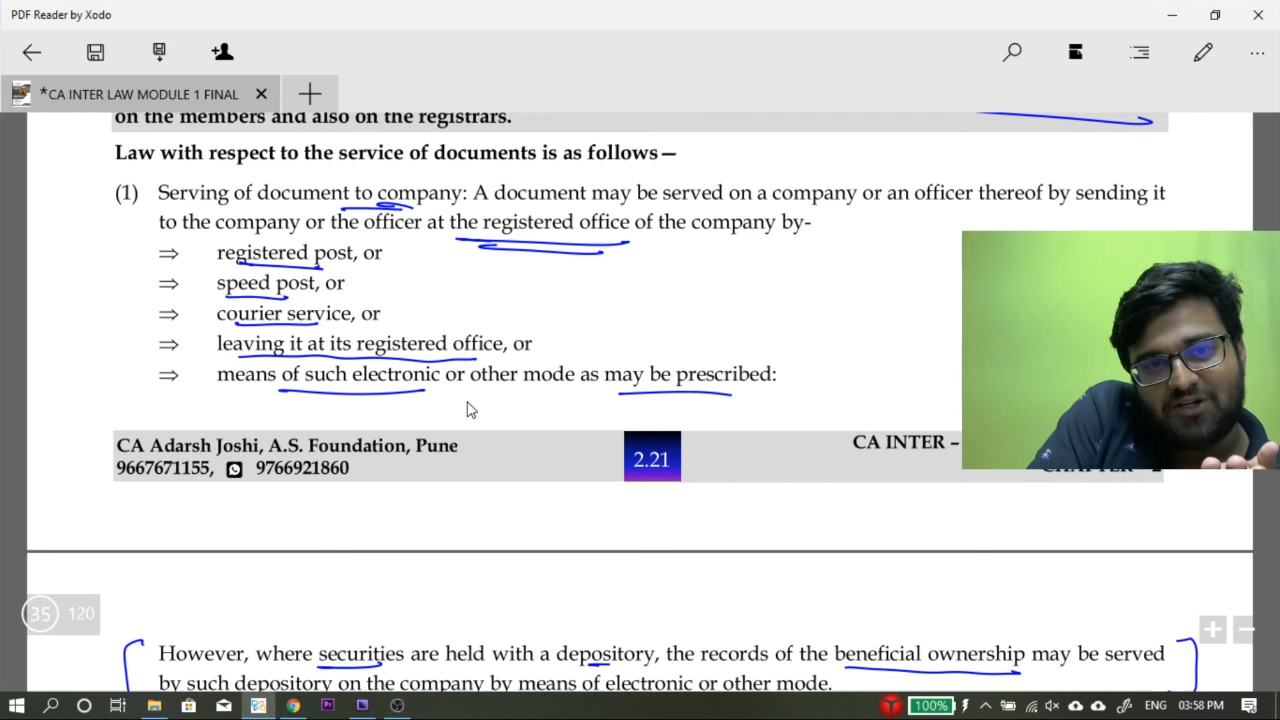 PDF Reader by Xodo
*CA INTER LAW MODULE 1 FINAL
on the members and also on the registrars.
Law with respect to the service of documents is as follows—
(1) Serving of document to company: A document may be served on a company or an officer thereof by sending it
to the company or the officer at the registered office of the company by-
⇒ registered post, or
⇒ speed post, or
⇒ courier service, or
⇒ leaving it at its registered office, or
⇒ means of such electronic or other mode as may be prescribed:
CA Adarsh Joshi, A.S. Foundation, Pune
9667671155, 9766921860
2.21
CA INTER –
CHAPTER – 2
35 120
However, where securities are held with a depository, the records of the beneficial ownership may be served
by such depository on the company by means of electronic or other mode.
100% ENG 03:58 PM